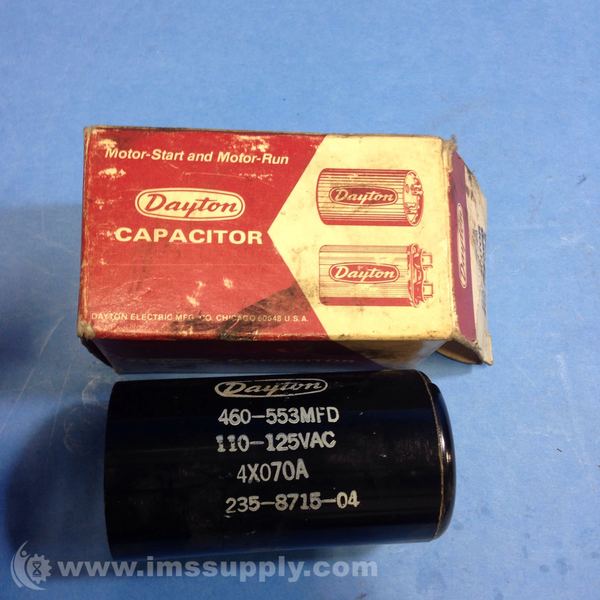 Motor-Start and Motor-Run
Dayton
CAPACITOR
Dayton
Dayton
DAYTON ELECTRIC MFG. CO. CHICAGO 60648 U.S.A.
Dayton
460-553MFD
110-125VAC
4X070A
235-8715-04
www.imssupply.com